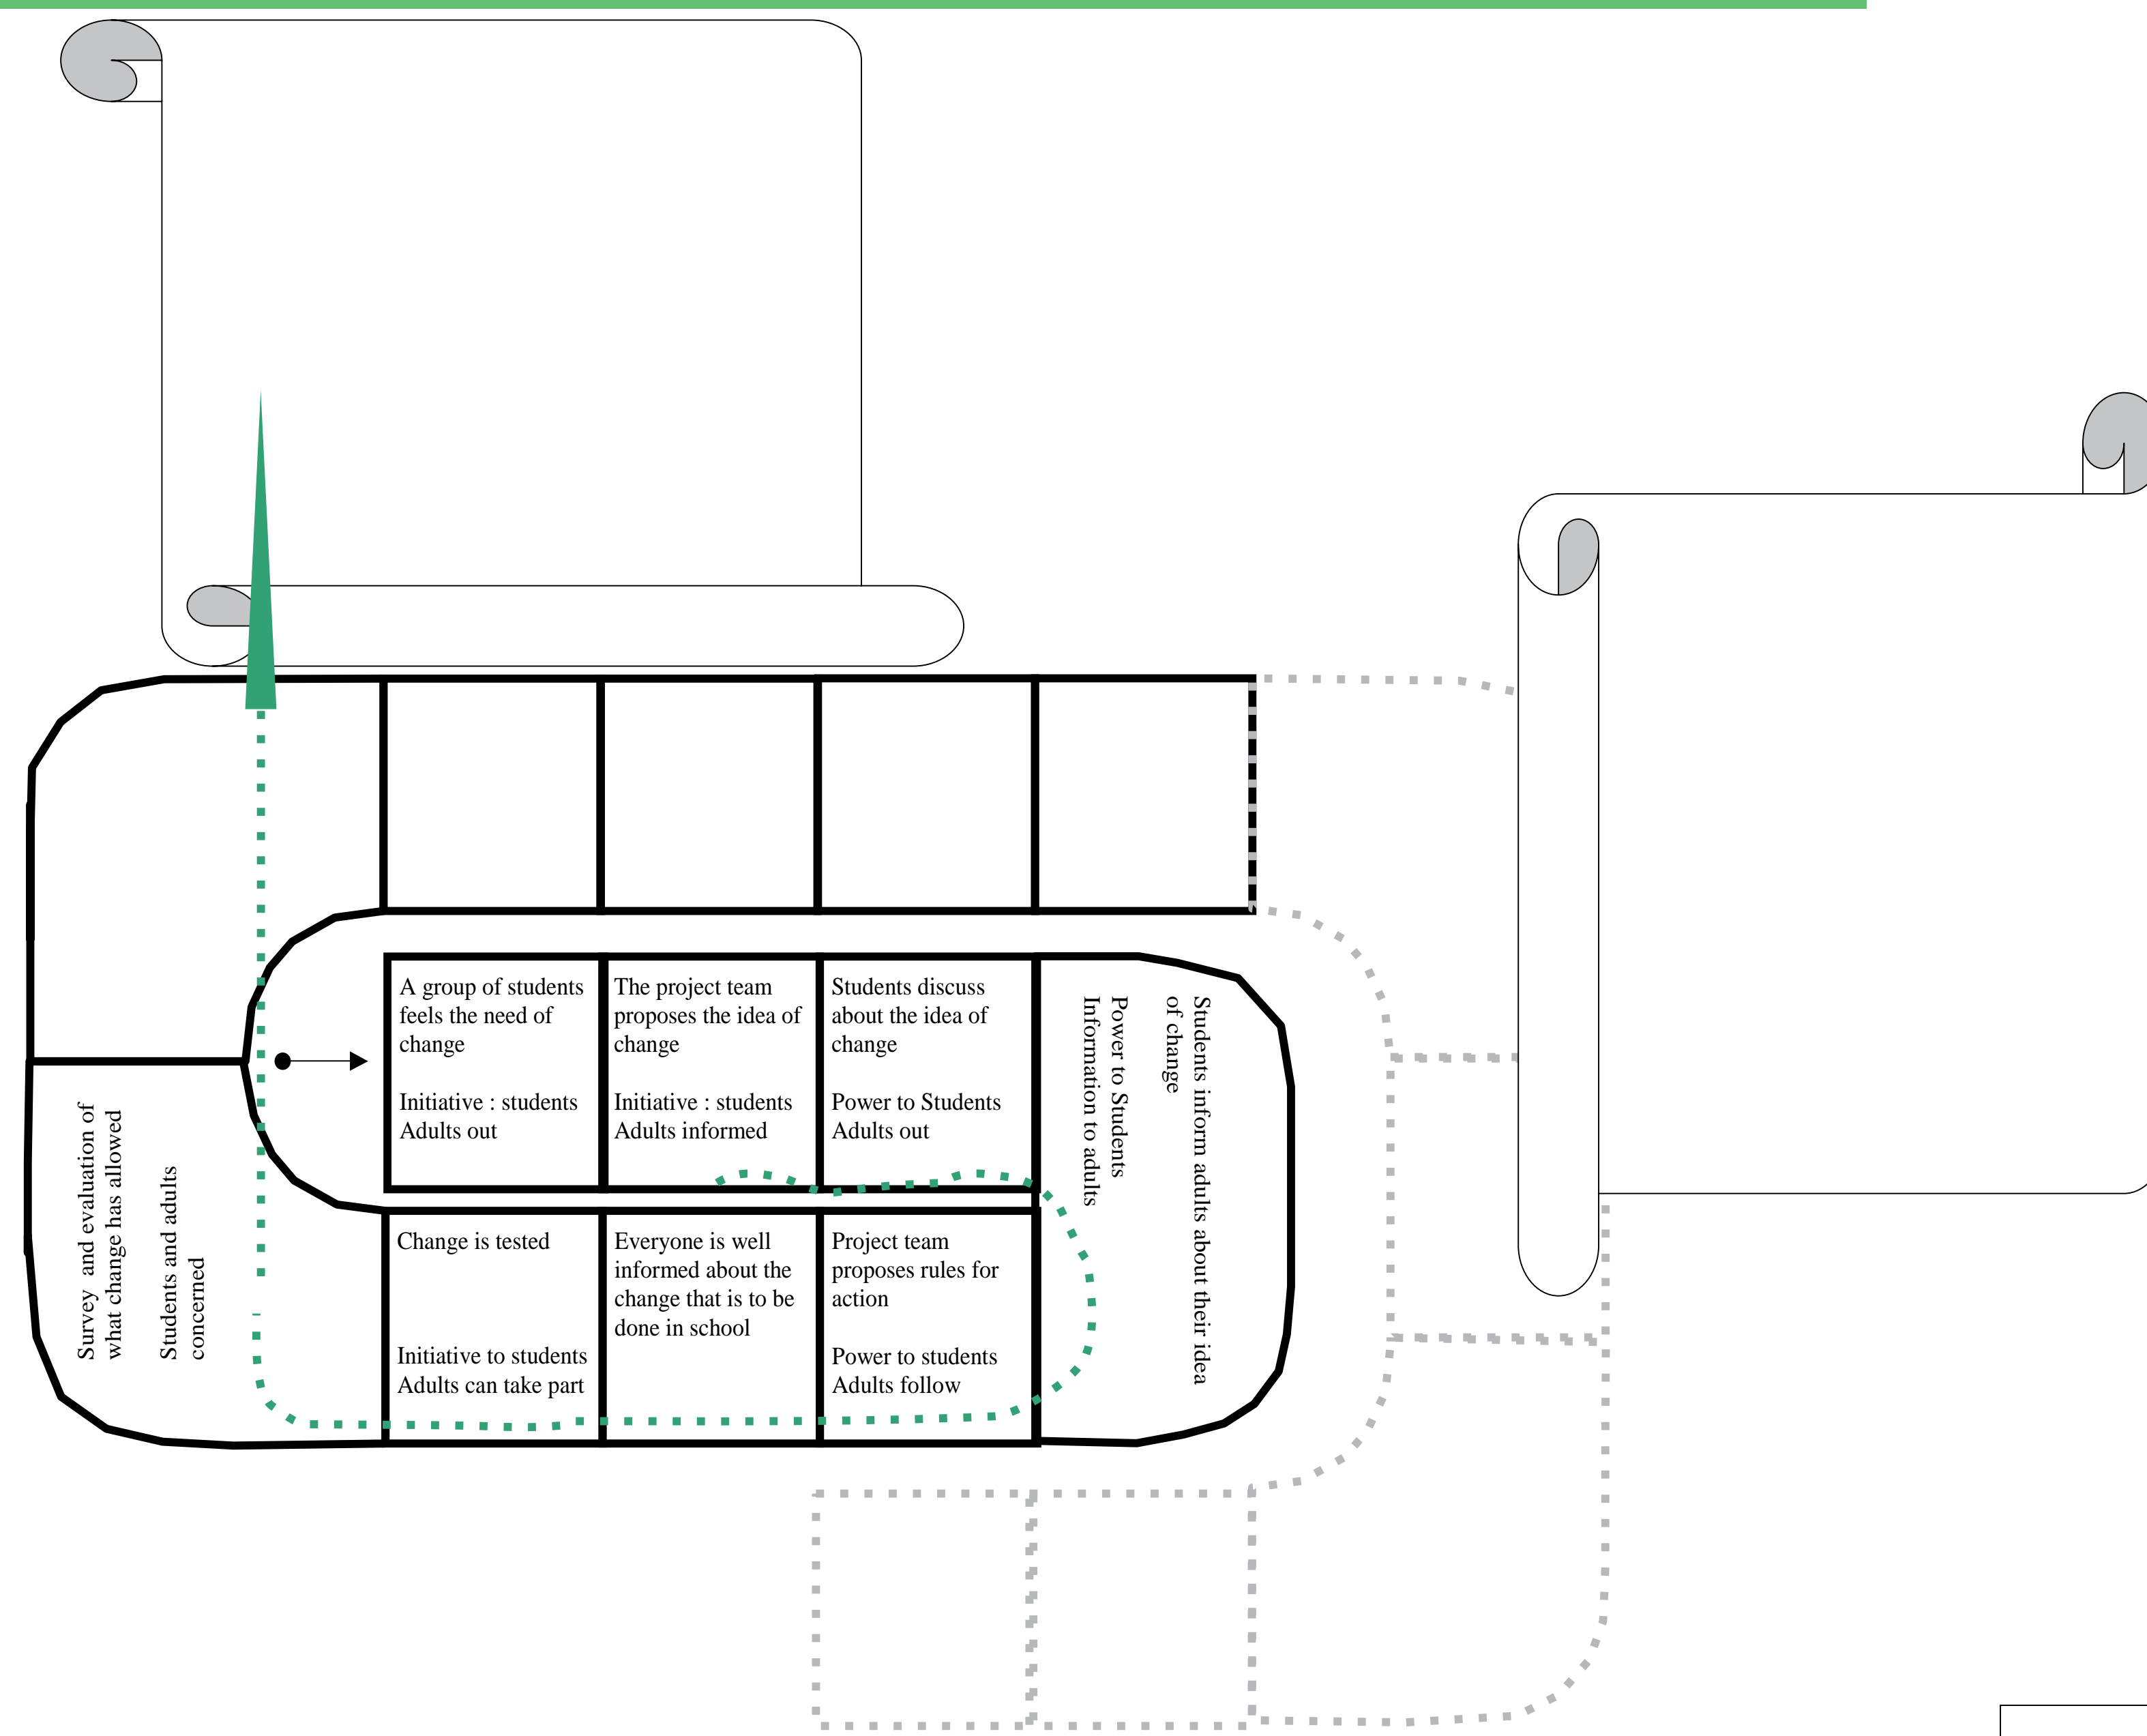 A group of students
feels the need of
change
Initiative : students
Adults out
The project team
proposes the idea of
change
Initiative : students
Adults informed
Students discuss
about the idea of
change
Power to Students
Adults out
Students inform adults about their idea
of change
Power to Students
Information to adults
Project team
proposes rules for
action
Power to students
Adults follow
Everyone is well
informed about the
change that is to be
done in school
Change is tested
Initiative to students
Adults can take part
Survey  and evaluation of
what change has allowed
Students and adults
concerned